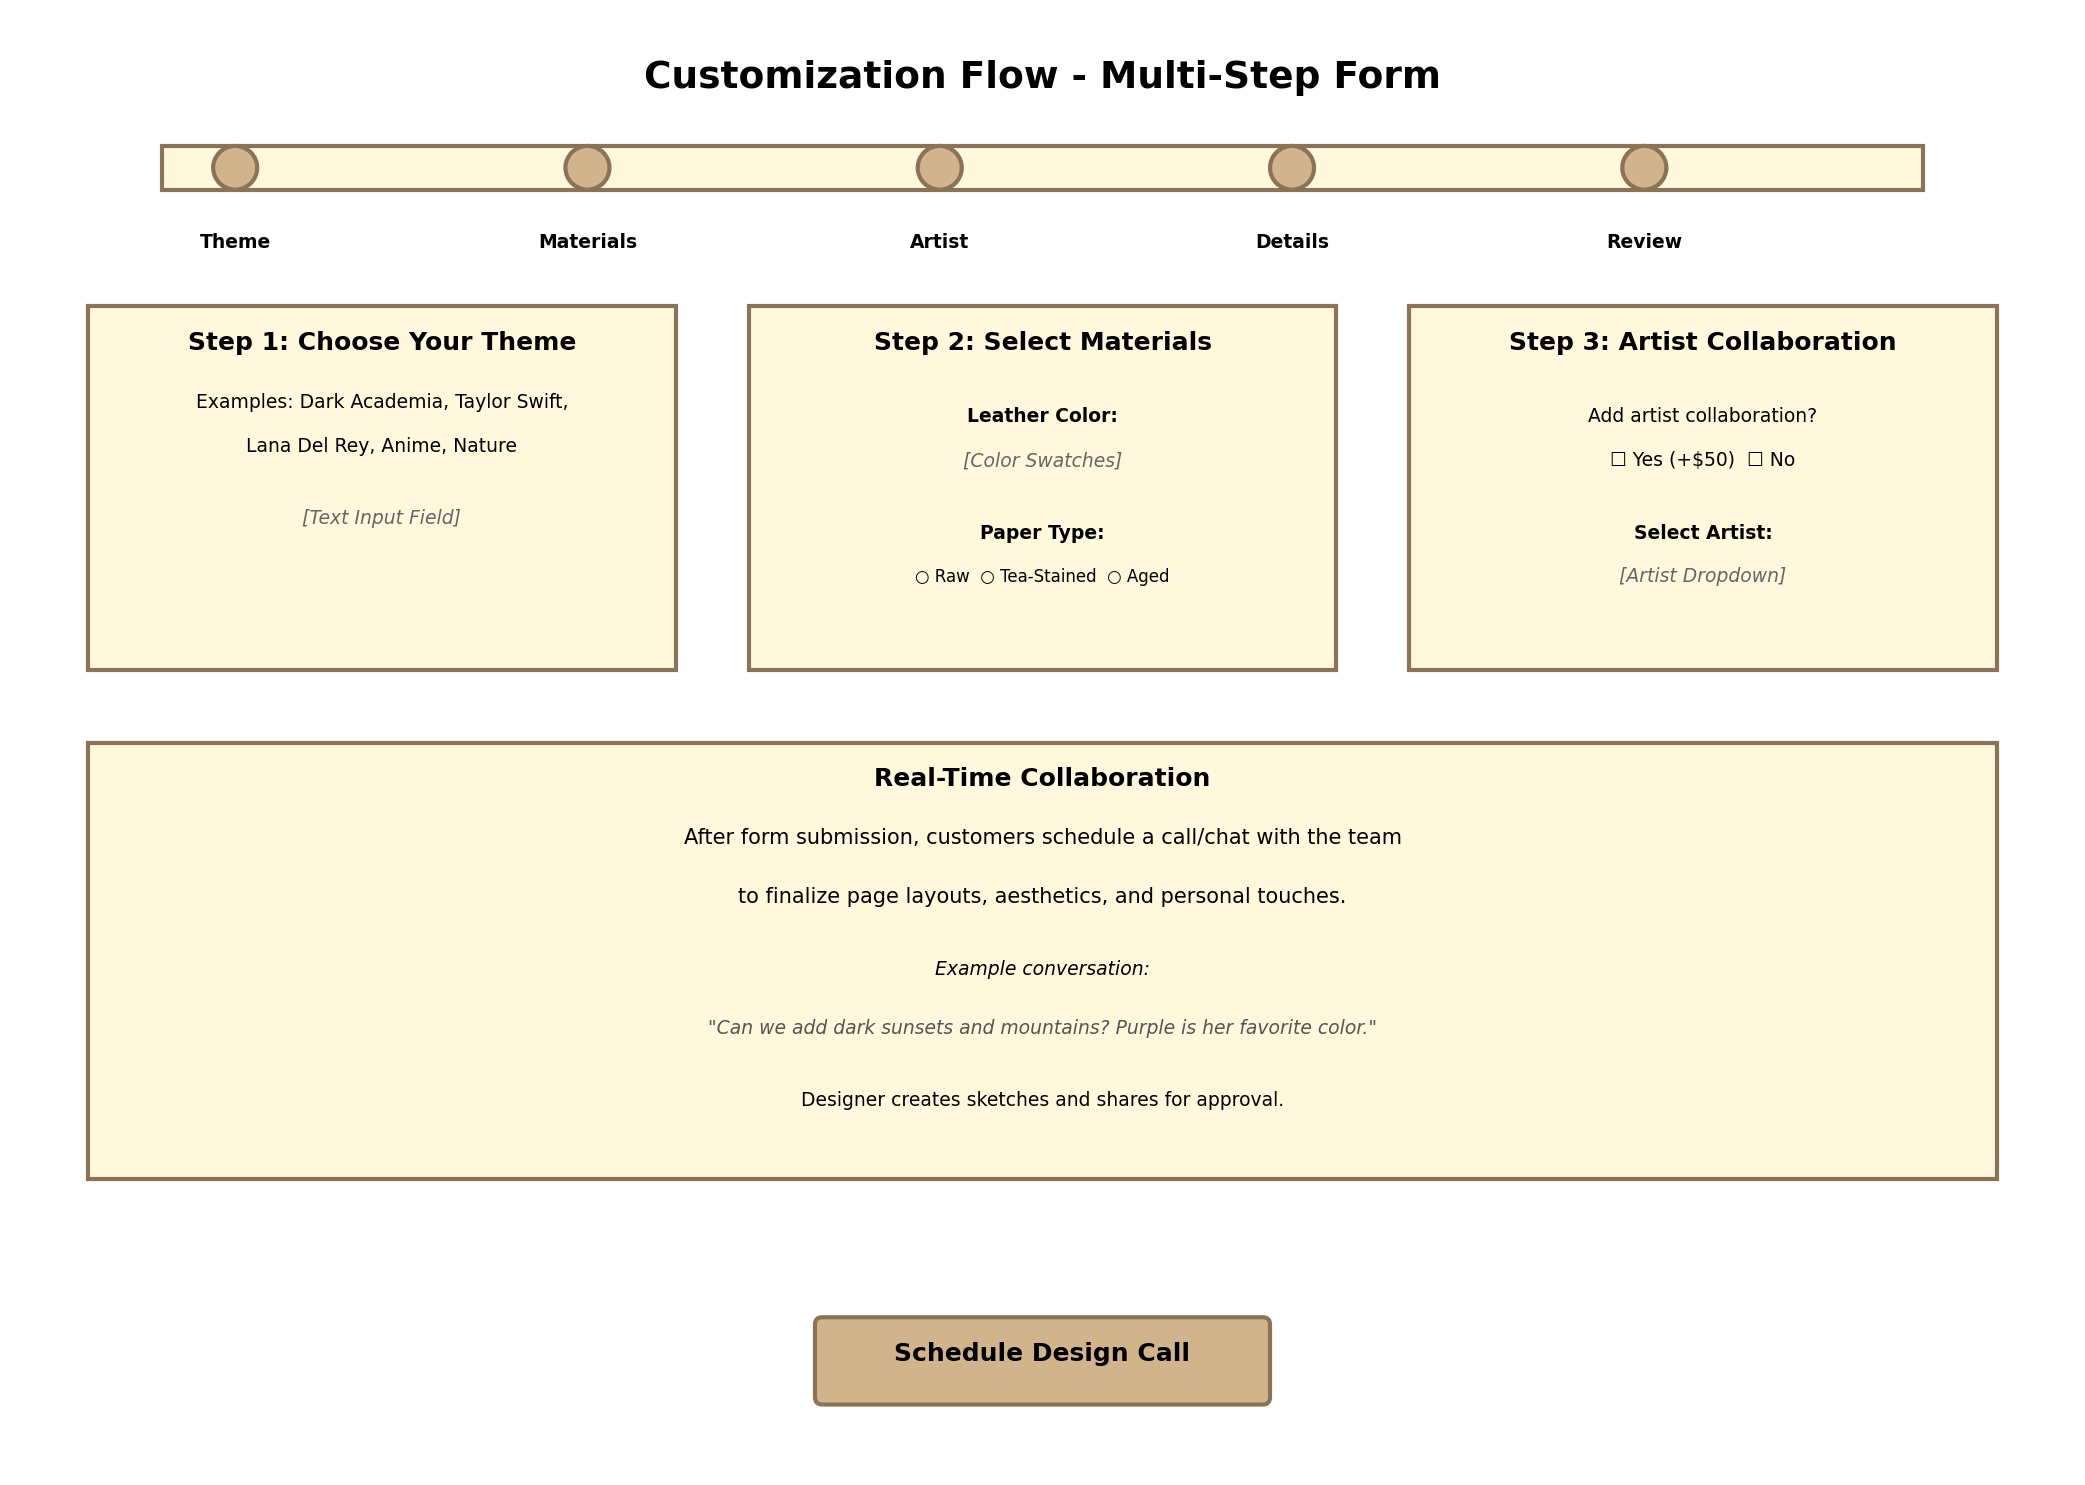 Customization Flow - Multi-Step Form
Theme
Materials
Artist
Details
Review
Step 1: Choose Your Theme
Examples: Dark Academia, Taylor Swift,
Lana Del Rey, Anime, Nature
[Text Input Field]
Step 2: Select Materials
Leather Color:
[Color Swatches]
Paper Type:
○ Raw  ○ Tea-Stained  ○ Aged
Step 3: Artist Collaboration
Add artist collaboration?
☐ Yes (+$50)  ☐ No
Select Artist:
[Artist Dropdown]
Real-Time Collaboration
After form submission, customers schedule a call/chat with the team
to finalize page layouts, aesthetics, and personal touches.
Example conversation:
"Can we add dark sunsets and mountains? Purple is her favorite color."
Designer creates sketches and shares for approval.
Schedule Design Call